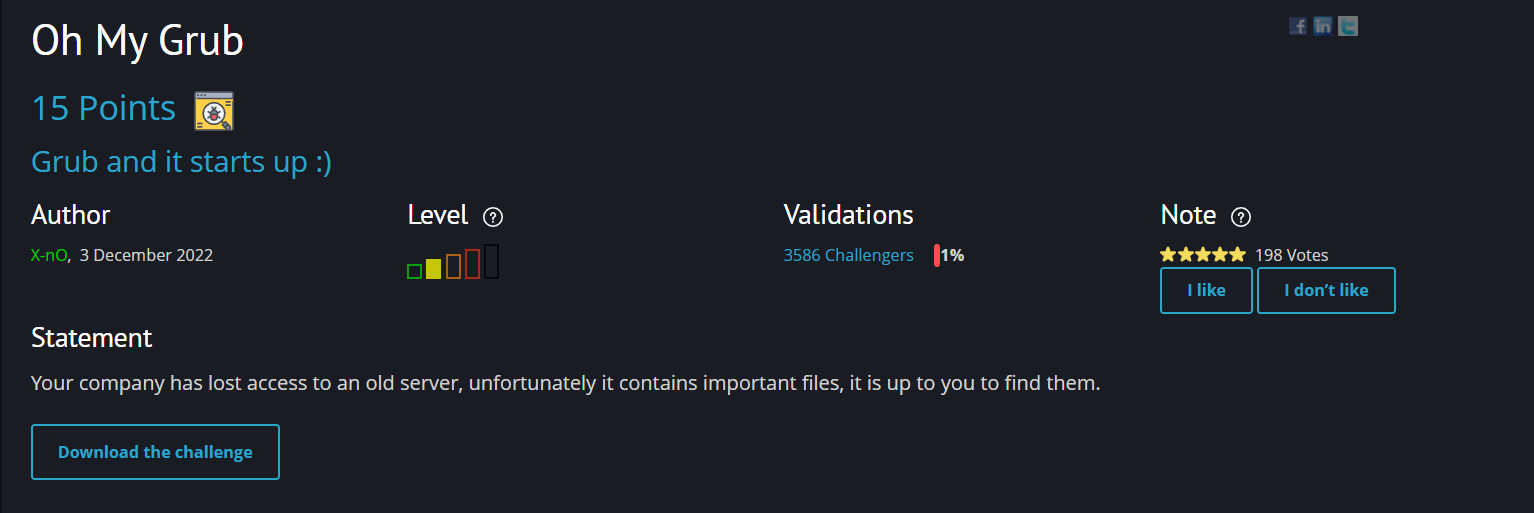 Oh My Grub
15 Points
Grub and it starts up :)
Author
X-nO, 3 December 2022
Level ?
Validations
3586 Challengers 1%
Note ?
198 Votes
I like I don’t like
Statement
Your company has lost access to an old server, unfortunately it contains important files, it is up to you to find them.
Download the challenge